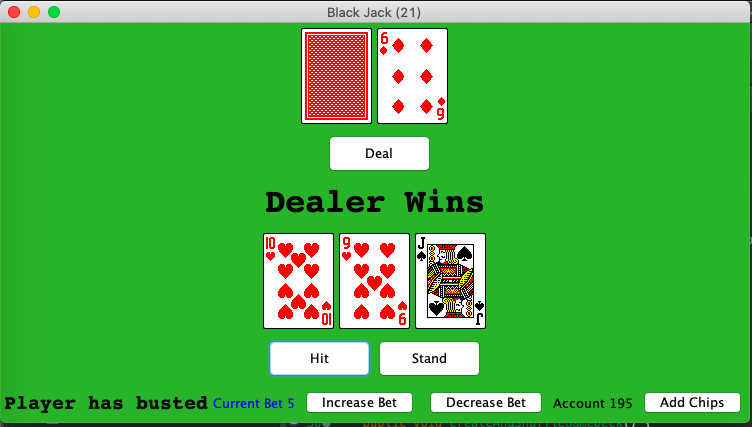 Black Jack (21)
6
6
Deal
Dealer Wins
10 9 J
10 9 J
Hit Stand
Player has busted Current Bet 5 Increase Bet Decrease Bet Account 195 Add Chips